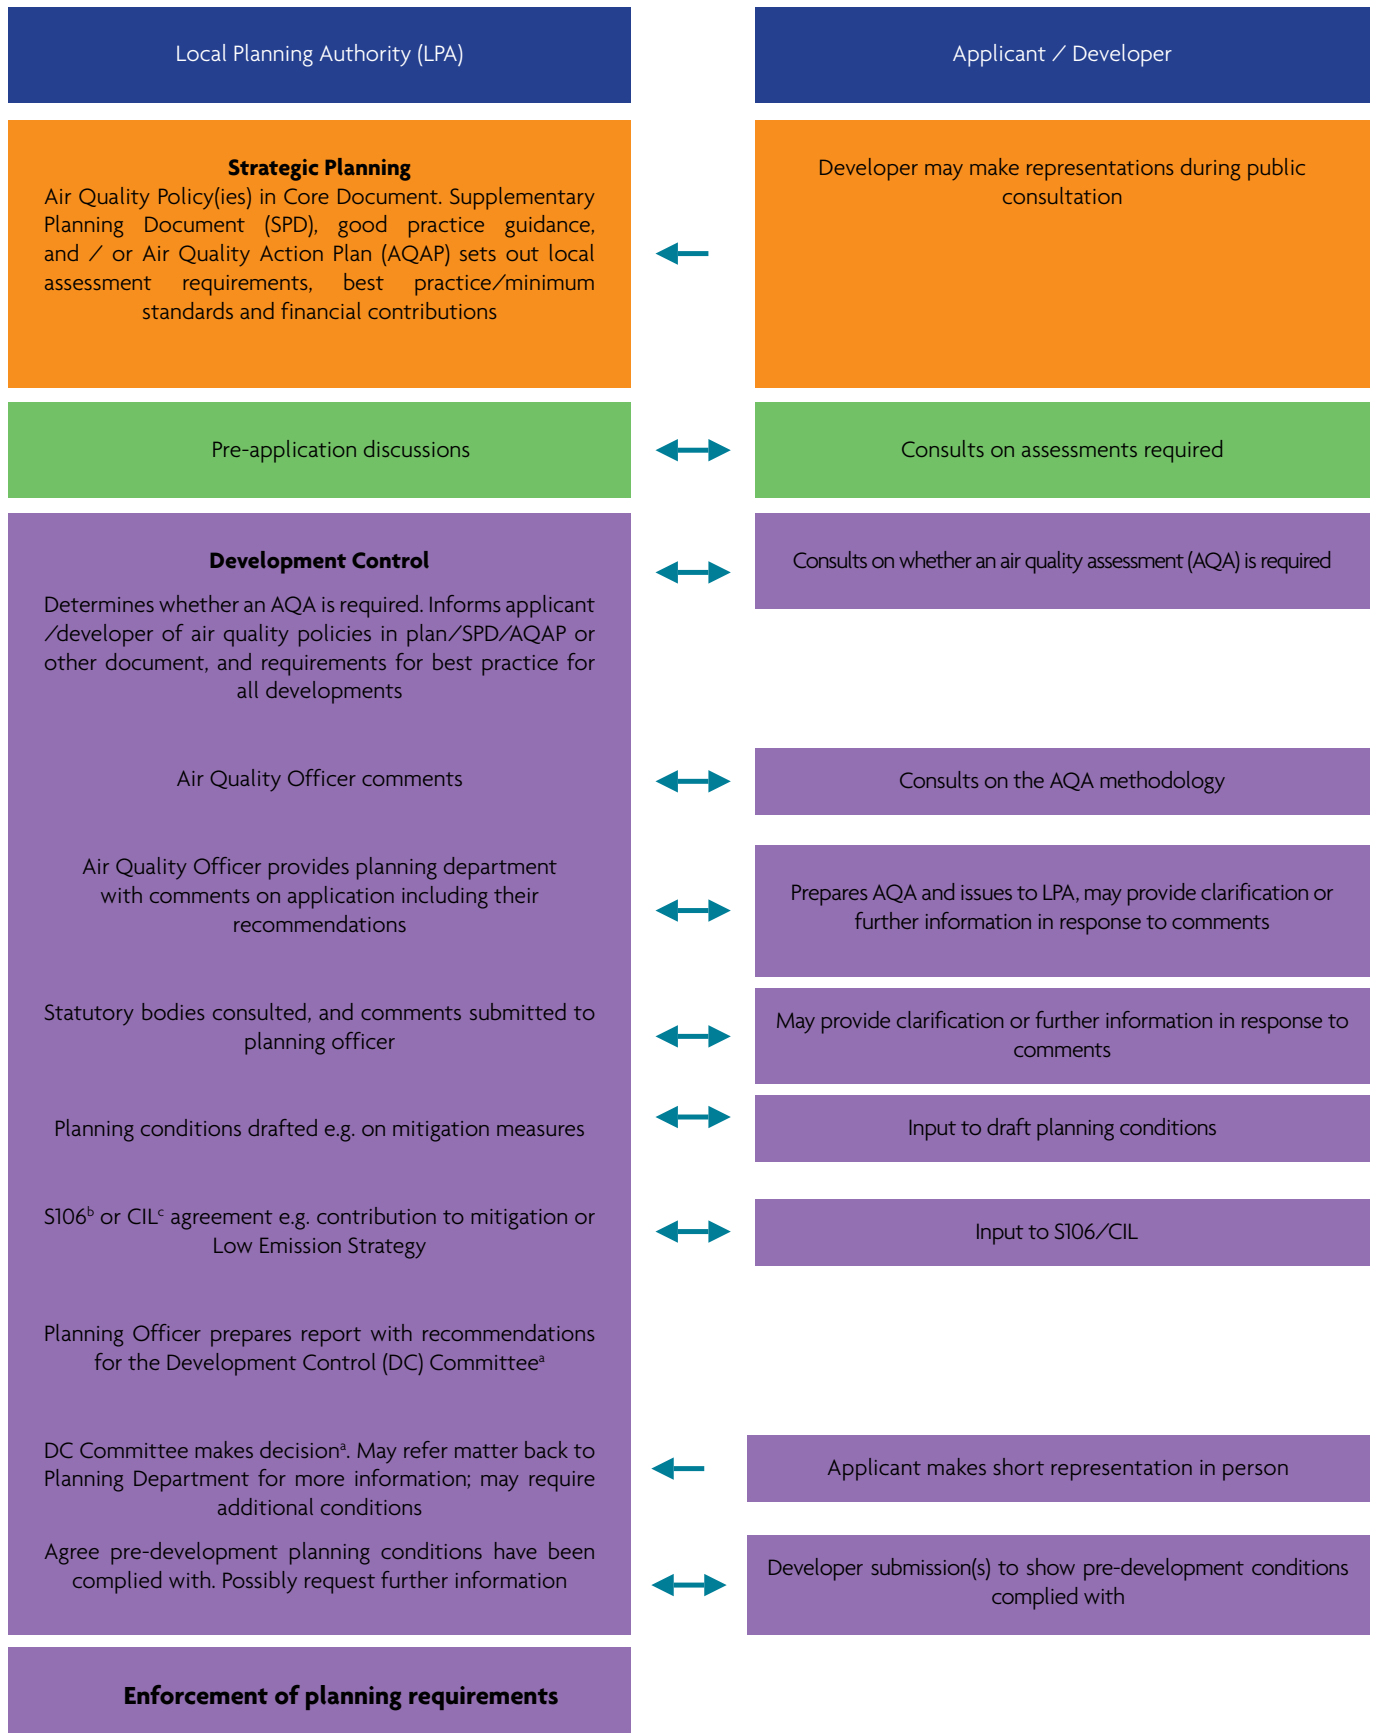 Local Planning Authority (LPA)
Applicant / Developer
Strategic Planning
Air Quality Policy(ies) in Core Document. Supplementary
Planning Document (SPD), good practice guidance,
and / or Air Quality Action Plan (AQAP) sets out local
assessment requirements, best practice/minimum
standards and financial contributions
Developer may make representations during public
consultation
Pre-application discussions
Consults on assessments required
Development Control
Determines whether an AQA is required. Informs applicant
/developer of air quality policies in plan/SPD/AQAP or
other document, and requirements for best practice for
all developments
Consults on whether an air quality assessment (AQA) is required
Air Quality Officer comments
Consults on the AQA methodology
Air Quality Officer provides planning department
with comments on application including their
recommendations
Prepares AQA and issues to LPA, may provide clarification or
further information in response to comments
Statutory bodies consulted, and comments submitted to
planning officer
May provide clarification or further information in response to
comments
Planning conditions drafted e.g. on mitigation measures
Input to draft planning conditions
S106ᵇ or CILᶜ agreement e.g. contribution to mitigation or
Low Emission Strategy
Input to S106/CIL
Planning Officer prepares report with recommendations
for the Development Control (DC) Committeeᵃ
DC Committee makes decisionᵃ. May refer matter back to
Planning Department for more information; may require
additional conditions
Applicant makes short representation in person
Agree pre-development planning conditions have been
complied with. Possibly request further information
Developer submission(s) to show pre-development conditions
complied with
Enforcement of planning requirements